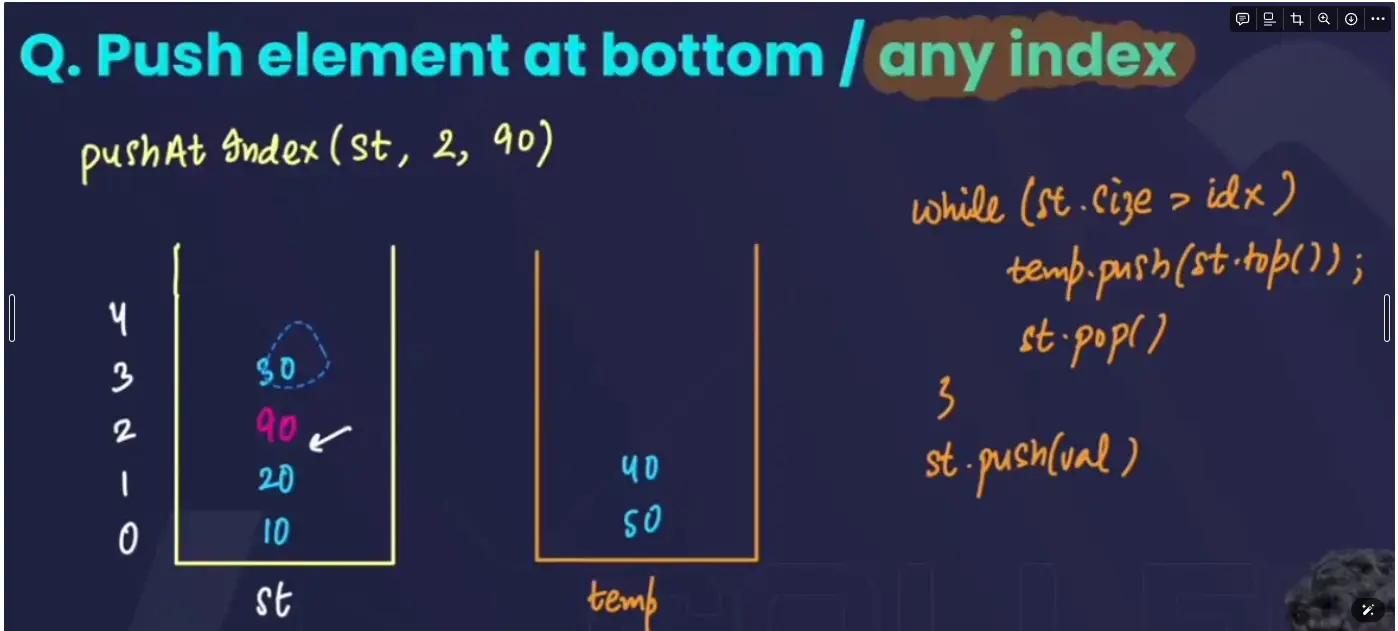 Q. Push element at bottom / any index
pushAt Index (st, 2, 90)
while (st.size > idx)
temp.push(st.top());
st.pop()
}
st.push(val)
4
3 30
2 90
1 20
0 10
40
50
st
temp